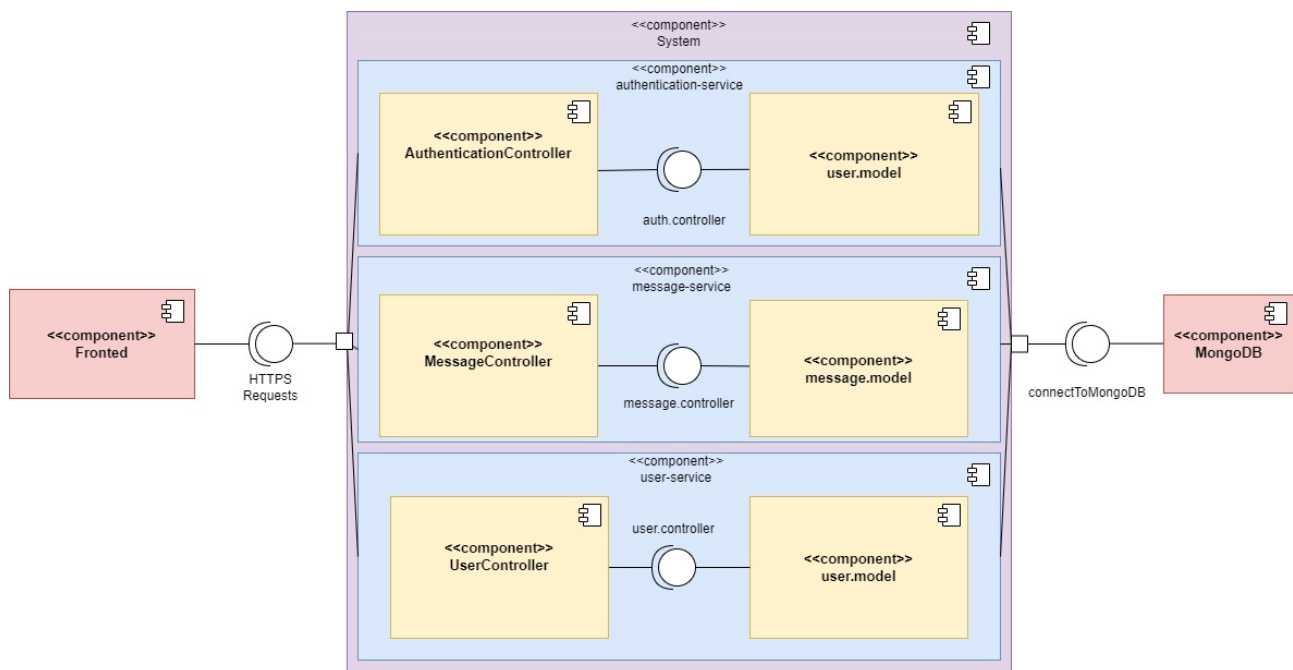 <<component>>
System
<<component>>
authentication-service
<<component>>
AuthenticationController
<<component>>
user.model
auth.controller
<<component>>
message-service
<<component>>
Fronted
HTTPS
Requests
<<component>>
MessageController
<<component>>
message.model
message.controller
connectToMongoDB
<<component>>
MongoDB
<<component>>
user-service
<<component>>
UserController
user.controller
<<component>>
user.model